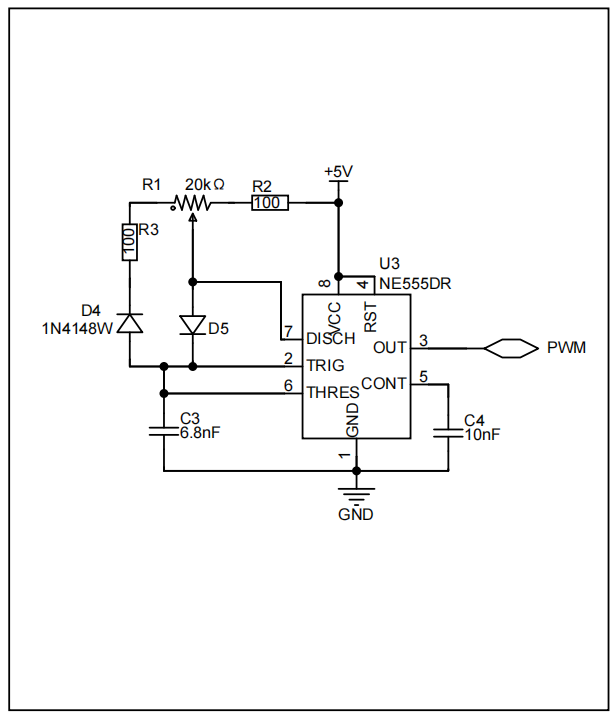 +5V
R1
20kΩ
R2
100
100
R3
U3
NE555DR
8
4
VCC
RST
D4
1N4148W
D5
7
DISCH
OUT
3
PWM
2
TRIG
6
THRES
CONT
5
GND
C3
6.8nF
C4
10nF
1
GND